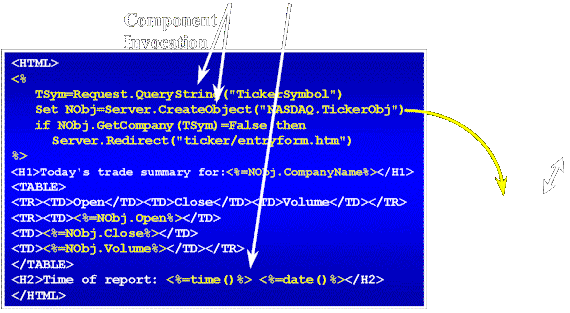 Component
Invocation
<HTML>
<%
TSym=Request.QueryString("TickerSymbol")
Set NObj=Server.CreateObject("NASDAQ.TickerObj")
if NObj.GetCompany(TSym)=False then
Server.Redirect("ticker/entryform.htm")
%>
<H1>Today's trade summary for:<%=NObj.CompanyName%></H1>
<TABLE>
<TR><TD>Open</TD><TD>Close</TD><TD>Volume</TD></TR>
<TR><TD><%=NObj.Open%></TD>
<TD><%=NObj.Close%></TD>
<TD><%=NObj.Volume%></TD></TR>
</TABLE>
<H2>Time of report: <%=time()%> <%=date()%></H2>
</HTML>